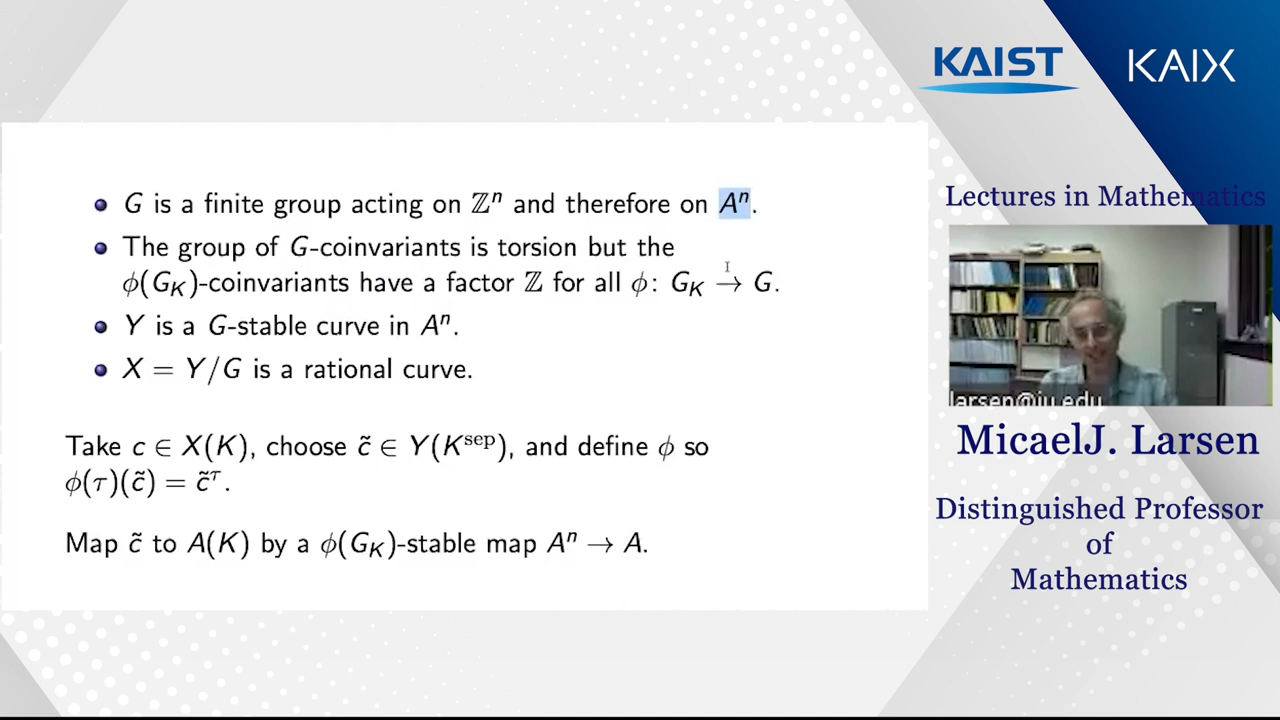 KAIST KAIX
Lectures in Mathematics
• G is a finite group acting on ℤⁿ and therefore on Aⁿ.
• The group of G-coinvariants is torsion but the
ϕ(G_K)-coinvariants have a factor ℤ for all ϕ: G_K → G.
• Y is a G-stable curve in Aⁿ.
• X = Y/G is a rational curve.
Take c ∈ X(K), choose c̃ ∈ Y(K^sep), and define ϕ so
ϕ(τ)(c̃) = c̃^τ.
Map c̃ to A(K) by a ϕ(G_K)-stable map Aⁿ → A.
larsen@iu.edu
MicaelJ. Larsen
Distinguished Professor
of
Mathematics